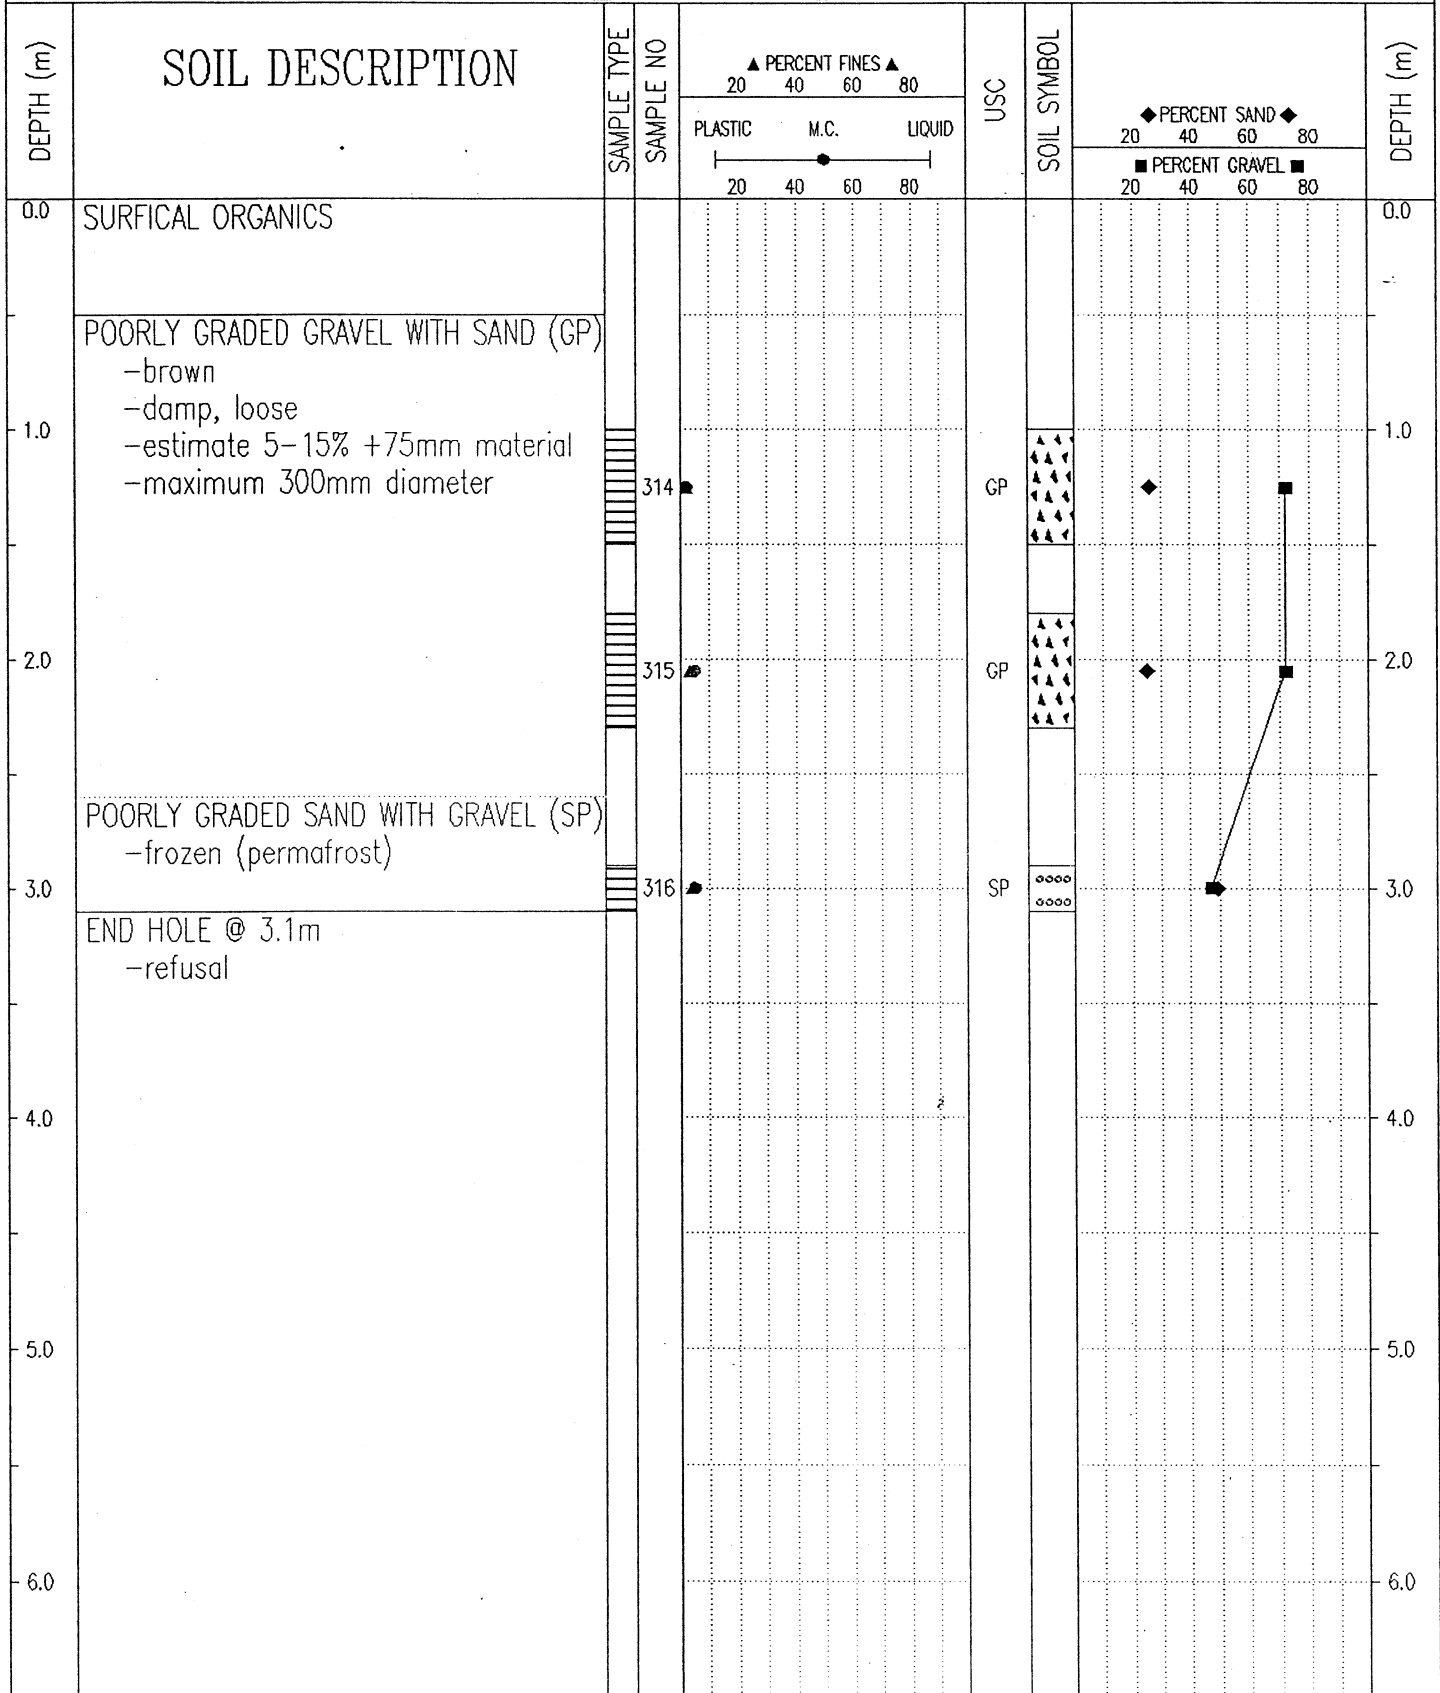 DEPTH (m)
SOIL DESCRIPTION
SAMPLE TYPE
SAMPLE NO
▲ PERCENT FINES ▲
20 40 60 80
PLASTIC M.C. LIQUID
20 40 60 80
USC
SOIL SYMBOL
◆ PERCENT SAND ◆
20 40 60 80
■ PERCENT GRAVEL ■
20 40 60 80
DEPTH (m)
0.0 SURFICAL ORGANICS 0.0
POORLY GRADED GRAVEL WITH SAND (GP)
-brown
-damp, loose
1.0 1.0
-estimate 5-15% +75mm material
-maximum 300mm diameter
314 GP
2.0 315 GP 2.0
POORLY GRADED SAND WITH GRAVEL (SP)
-frozen (permafrost)
3.0 316 SP 3.0
END HOLE @ 3.1m
-refusal
4.0 4.0
5.0 5.0
6.0 6.0